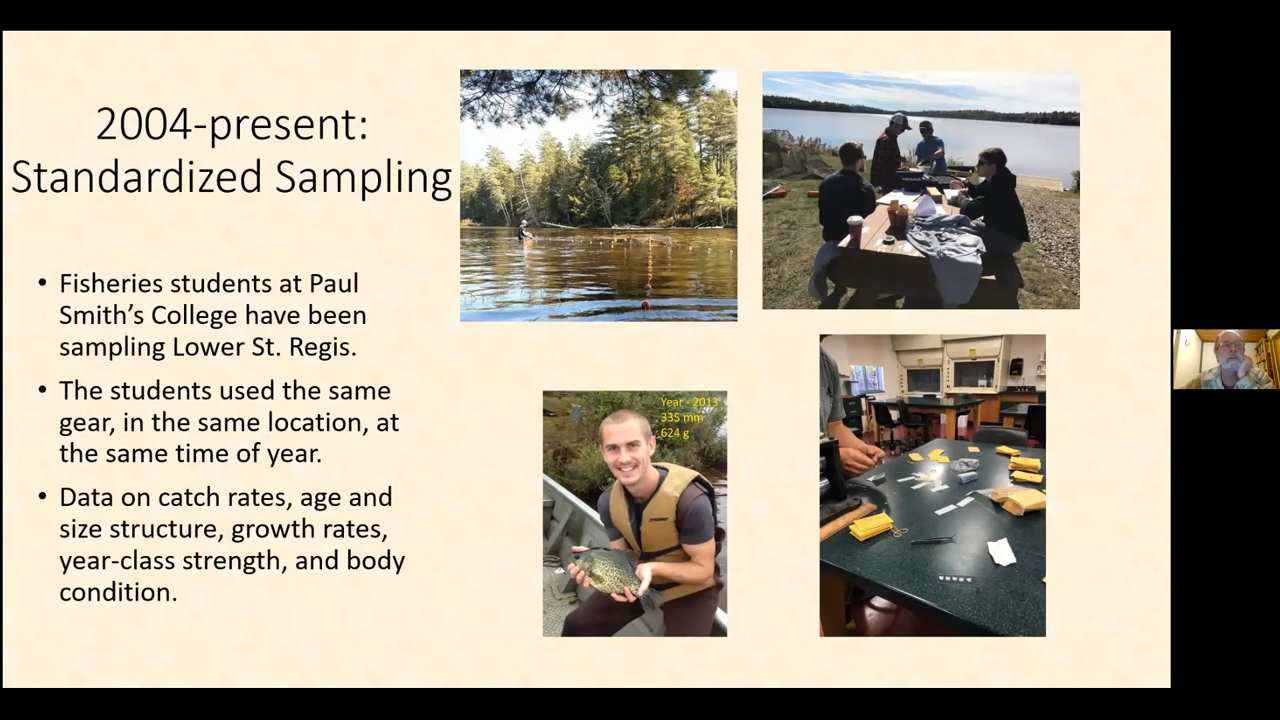 2004-present:
Standardized Sampling
• Fisheries students at Paul
Smith’s College have been
sampling Lower St. Regis.
• The students used the same
gear, in the same location, at
the same time of year.
• Data on catch rates, age and
size structure, growth rates,
year-class strength, and body
condition.
Year - 2013
335 mm
624 g